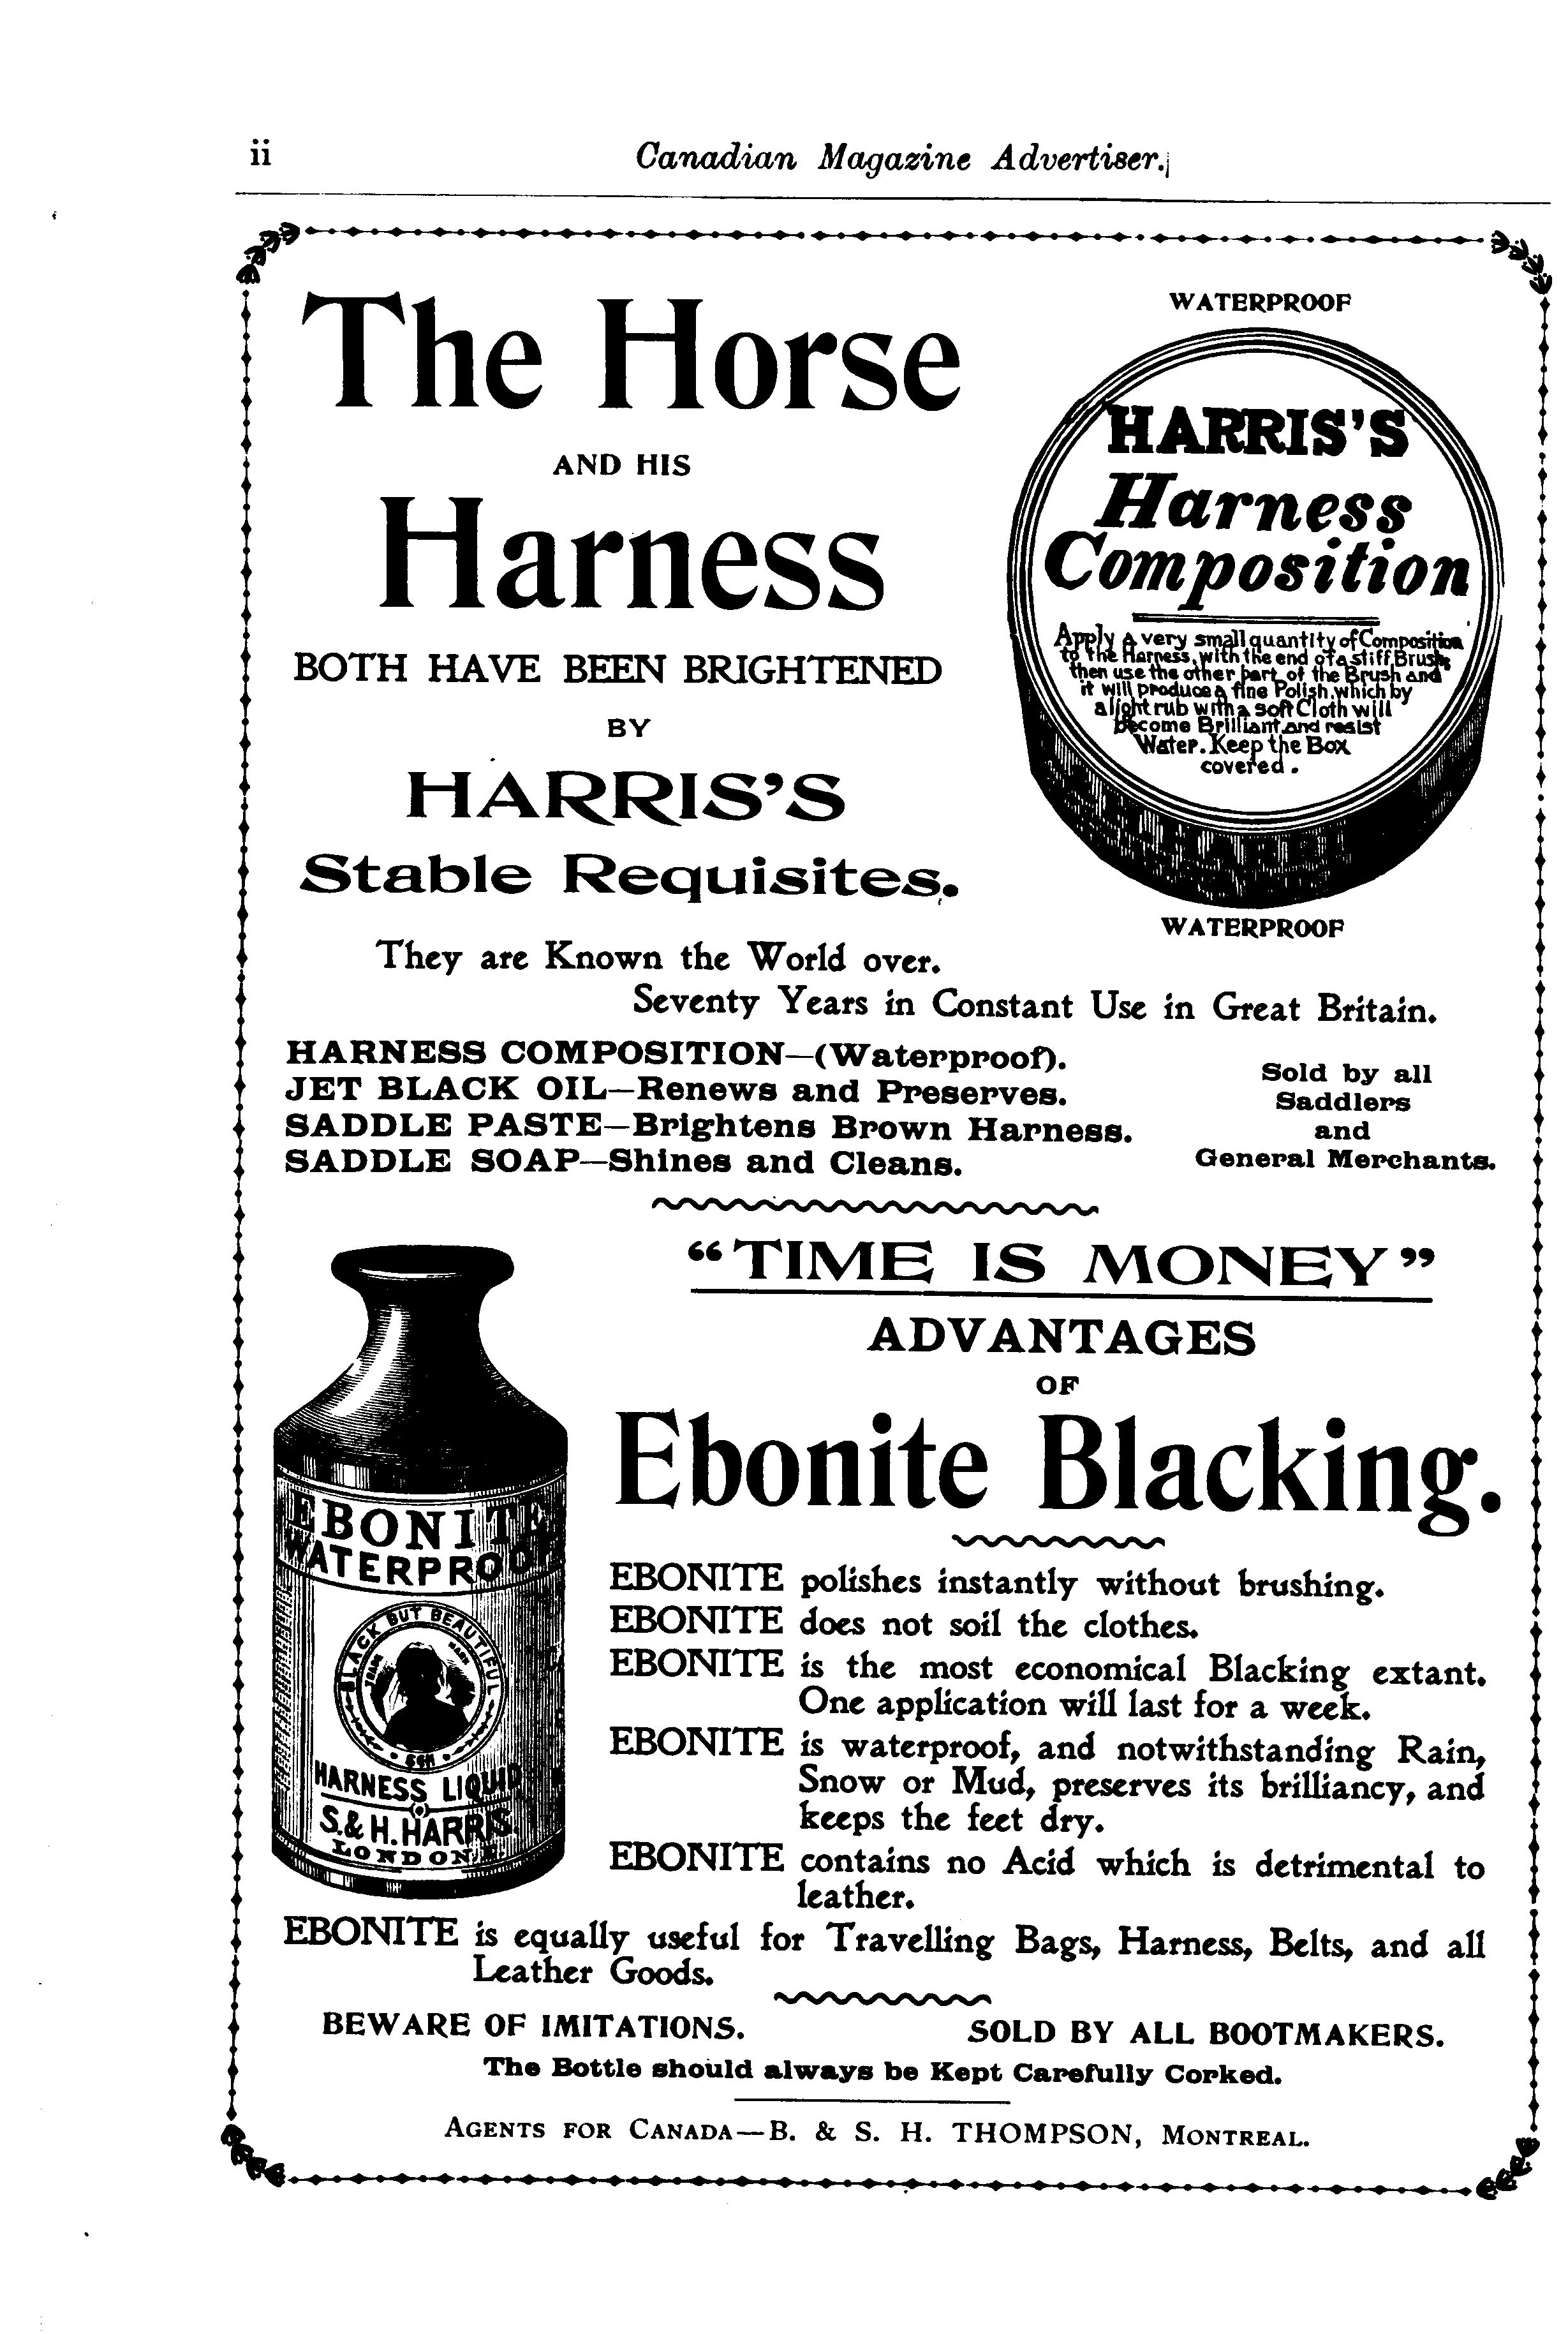 ii
Canadian Magazine Advertiser.
The Horse
AND HIS
Harness
BOTH HAVE BEEN BRIGHTENED
BY
HARRIS'S
Stable Requisites.
WATERPROOF
HARRIS'S
Harness
Composition
Apply a very small quantity of Composition
to the Harness, with the end of a stiff Brush,
then use the other part of the Brush and
it will produce a fine Polish, which by
a light rub with a soft Cloth will
become Brilliant and resist
Water. Keep the Box
covered.
WATERPROOF
They are Known the World over.
Seventy Years in Constant Use in Great Britain.
HARNESS COMPOSITION—(Waterproof).
JET BLACK OIL—Renews and Preserves.
SADDLE PASTE—Brightens Brown Harness.
SADDLE SOAP—Shines and Cleans.
Sold by all
Saddlers
and
General Merchants.
"TIME IS MONEY"
ADVANTAGES
OF
Ebonite Blacking.
EBONITE
WATERPROOF
BLACK BUT BEAUTIFUL
TRADE MARK
HARNESS LIQUID
S. & H. HARRIS.
LONDON, E.
EBONITE polishes instantly without brushing.
EBONITE does not soil the clothes.
EBONITE is the most economical Blacking extant.
One application will last for a week.
EBONITE is waterproof, and notwithstanding Rain,
Snow or Mud, preserves its brilliancy, and
keeps the feet dry.
EBONITE contains no Acid which is detrimental to
leather.
EBONITE is equally useful for Travelling Bags, Harness, Belts, and all
Leather Goods.
BEWARE OF IMITATIONS.
SOLD BY ALL BOOTMAKERS.
The Bottle should always be Kept Carefully Corked.
AGENTS FOR CANADA—B. & S. H. THOMPSON, MONTREAL.